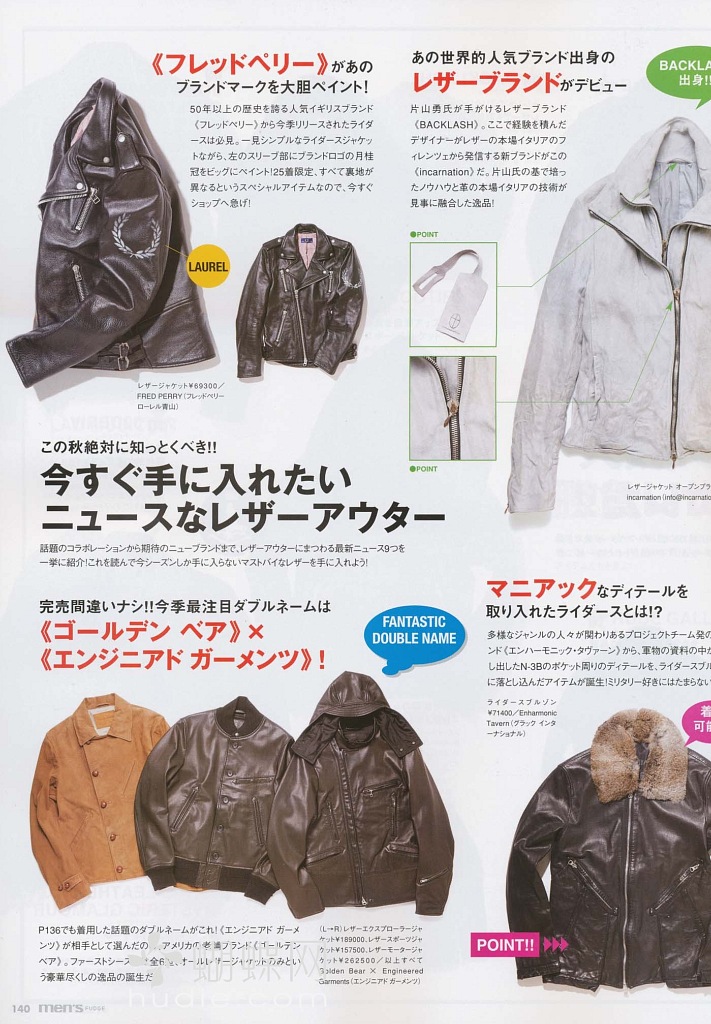 《フレッドペリー》があの
ブランドマークを大胆ペイント!
50年以上の歴史を誇る人気イギリスブランド
《フレッドペリー》から今季リリースされたライダ
ースは必見。一見シンプルなライダースジャケッ
トながら、左のスリーブ部にブランドロゴの月桂
冠をビッグにペイント!25着限定、すべて裏地が
異なるというスペシャルアイテムなので、今すぐ
ショップへ急げ!
LAUREL
レザージャケット¥69300/
FRED PERRY(フレッドペリー
ローレル青山)
あの世界的人気ブランド出身の
レザーブランドがデビュー
片山勇氏が手がけるレザーブランド
《BACKLASH》。ここで経験を積んだ
デザイナーがレザーの本場イタリアのフ
ィレンツェから発信する新ブランドがこの
《incarnation》だ。片山氏の基で培っ
たノウハウと革の本場イタリアの技術が
見事に融合した逸品!
BACKLA
出身!!
●POINT
●POINT
レザージャケット オープンプラ
incarnation(info@incarnatio
この秋絶対に知っとくべき!!
今すぐ手に入れたい
ニュースなレザーアウター
話題のコラボレーションから期待のニューブランドまで、レザーアウターにまつわる最新ニュース9つを
一挙に紹介!これを読んで今シーズンしか手に入らないマストバイなレザーを手に入れよう!
完売間違いナシ!!今季最注目ダブルネームは
《ゴールデン ベア》×
《エンジニアド ガーメンツ》!
FANTASTIC
DOUBLE NAME
P136でも着用した話題のダブルネームがこれ!《エンジニアド ガーメ
ンツ》が相手として選んだの アメリカの老舗ブランド《ゴールデン
ベア》。ファーストシーズ 全6 オールレザージャケットのみとい
う豪華尽くしの逸品の誕生だ
(L→R)レザーエクスプローラージャ
ケット¥189000、レザースポーツジャ
ケット¥157500、レザーモータージャ
ケット¥262500/以上すべて
Golden Bear × Engineered
Garments(エンジニアド ガーメンツ)
マニアックなディテールを
取り入れたライダースとは!?
多様なジャンルの人々が関わりあるプロジェクトチーム発の
ンド《エンハーモニック・タヴァーン》から、軍物の資料の中か
し出したN-3Bのポケット周りのディテールを、ライダースブル
に落とし込んだアイテムが誕生!ミリタリー好きにはたまらない
ライダースブルゾン
¥71400/Enharmonic
Tavern(ブラック インタ
ーナショナル)
着
可能
POINT!!
蝴蝶网
hudie.com
140 men's FUDGE